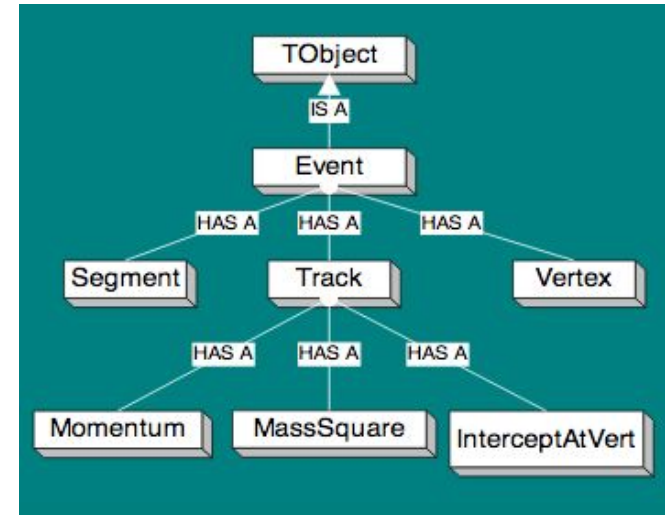 TObject
IS A
Event
HAS A HAS A HAS A
Segment Track Vertex
HAS A HAS A HAS A
Momentum MassSquare InterceptAtVert